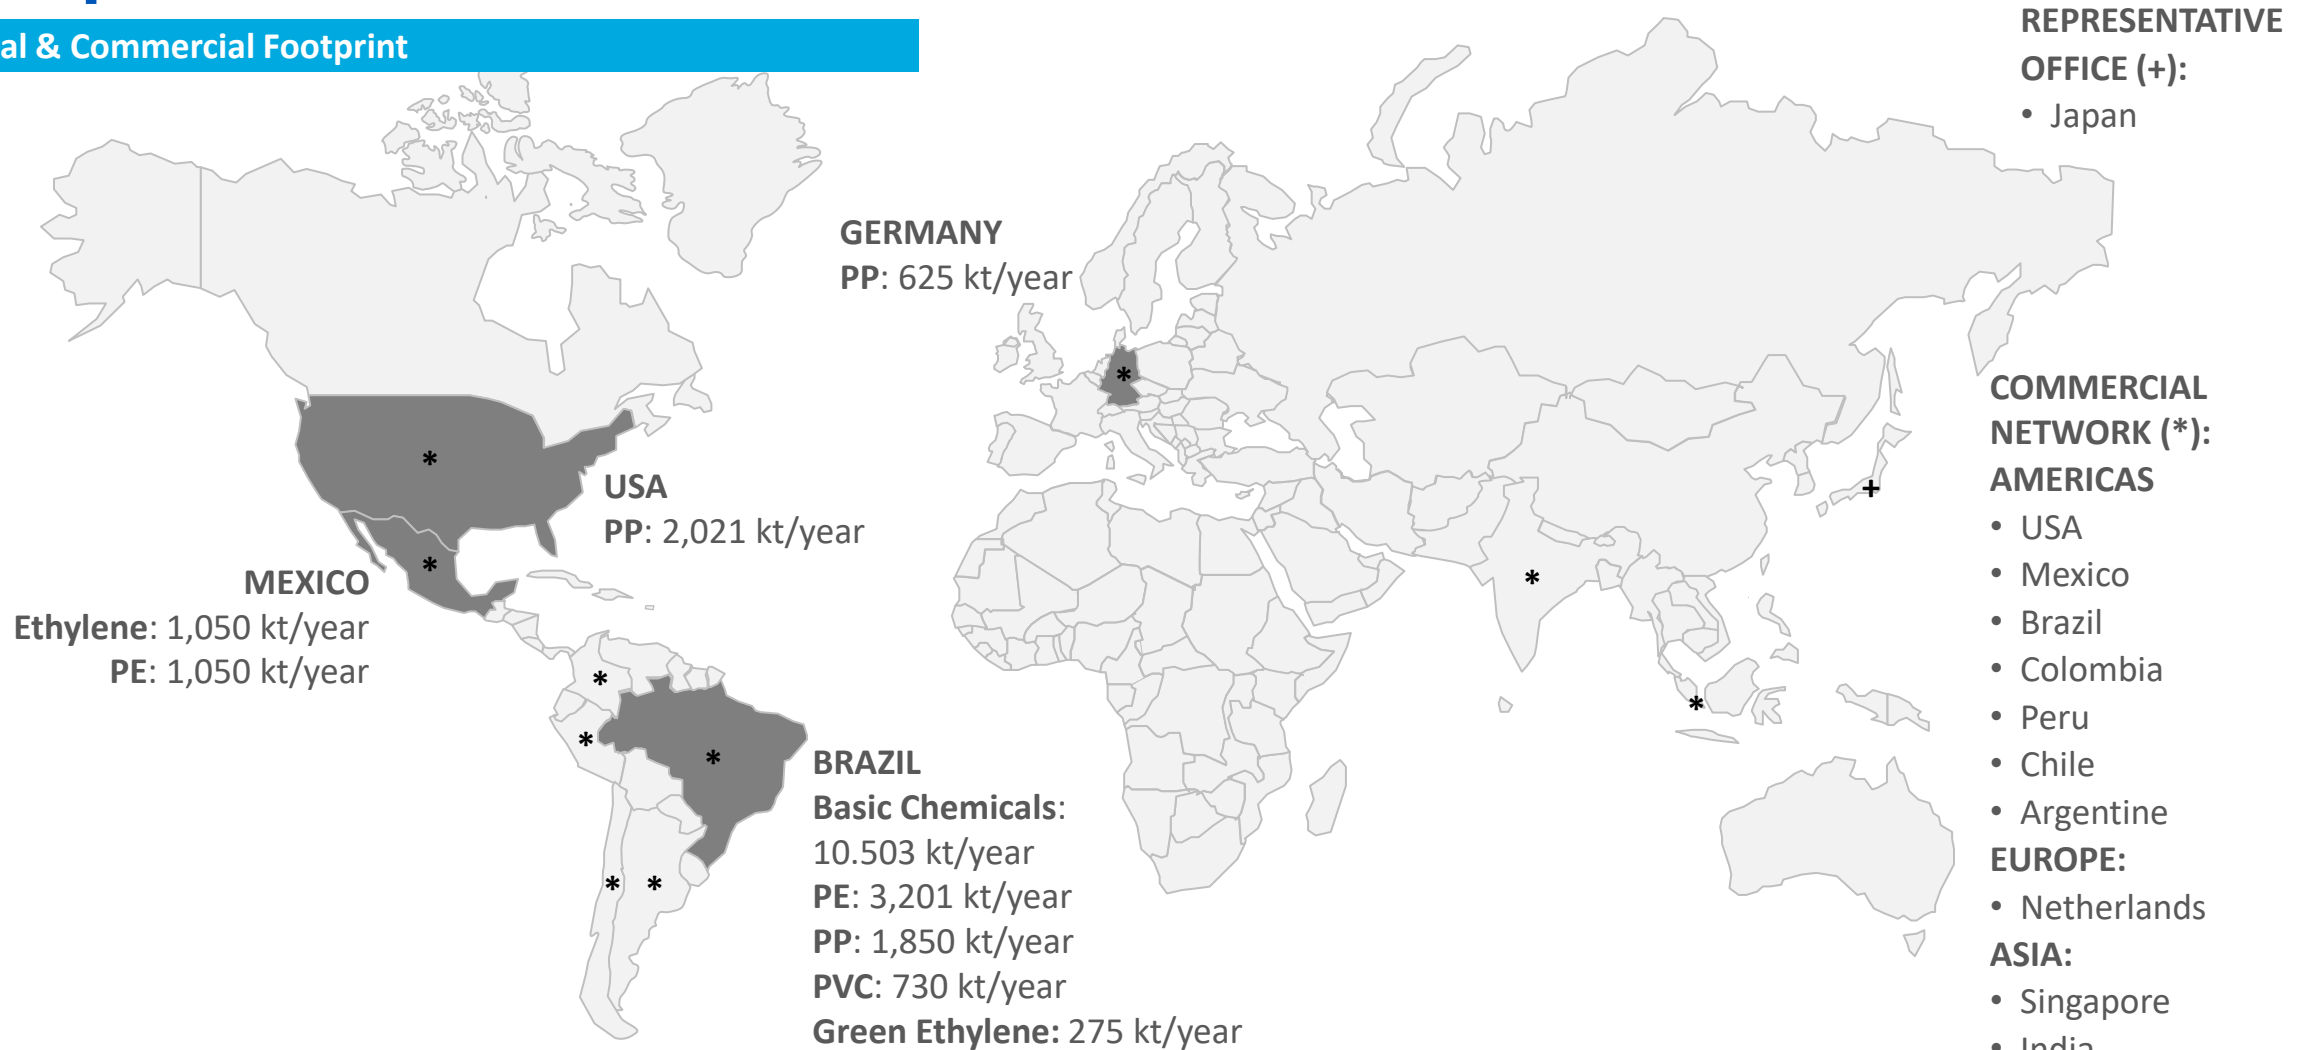 al & Commercial Footprint
REPRESENTATIVE
OFFICE (+):
• Japan
GERMANY
PP: 625 kt/year
USA
PP: 2,021 kt/year
MEXICO
Ethylene: 1,050 kt/year
PE: 1,050 kt/year
BRAZIL
Basic Chemicals:
10.503 kt/year
PE: 3,201 kt/year
PP: 1,850 kt/year
PVC: 730 kt/year
Green Ethylene: 275 kt/year
COMMERCIAL
NETWORK (*):
AMERICAS
• USA
• Mexico
• Brazil
• Colombia
• Peru
• Chile
• Argentine
EUROPE:
• Netherlands
ASIA:
• Singapore
• India